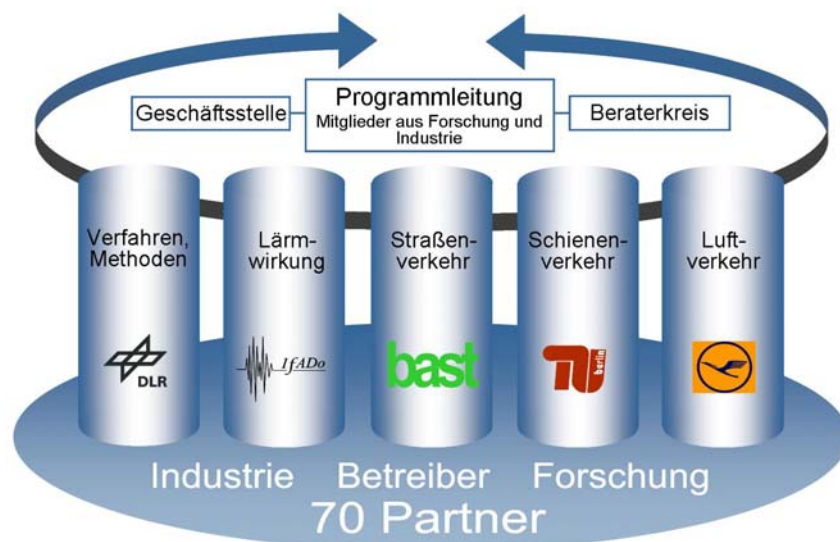 Programmleitung
Mitglieder aus Forschung und
Industrie
Geschäftsstelle
Beraterkreis
Verfahren,
Methoden
Lärm-
wirkung
Straßen-
verkehr
Schienen-
verkehr
Luft-
verkehr
DLR
IfADo
bast
TU
berlin
Industrie Betreiber Forschung
70 Partner